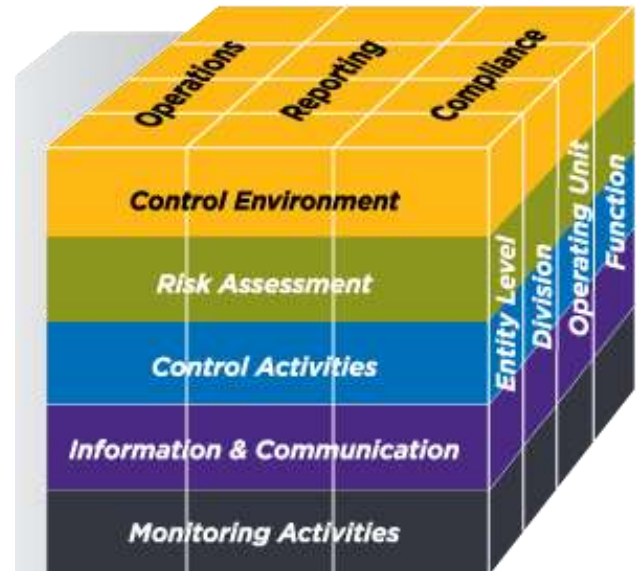 Operations
Reporting
Compliance
Control Environment
Risk Assessment
Control Activities
Information & Communication
Monitoring Activities
Entity Level
Division
Operating Unit
Function